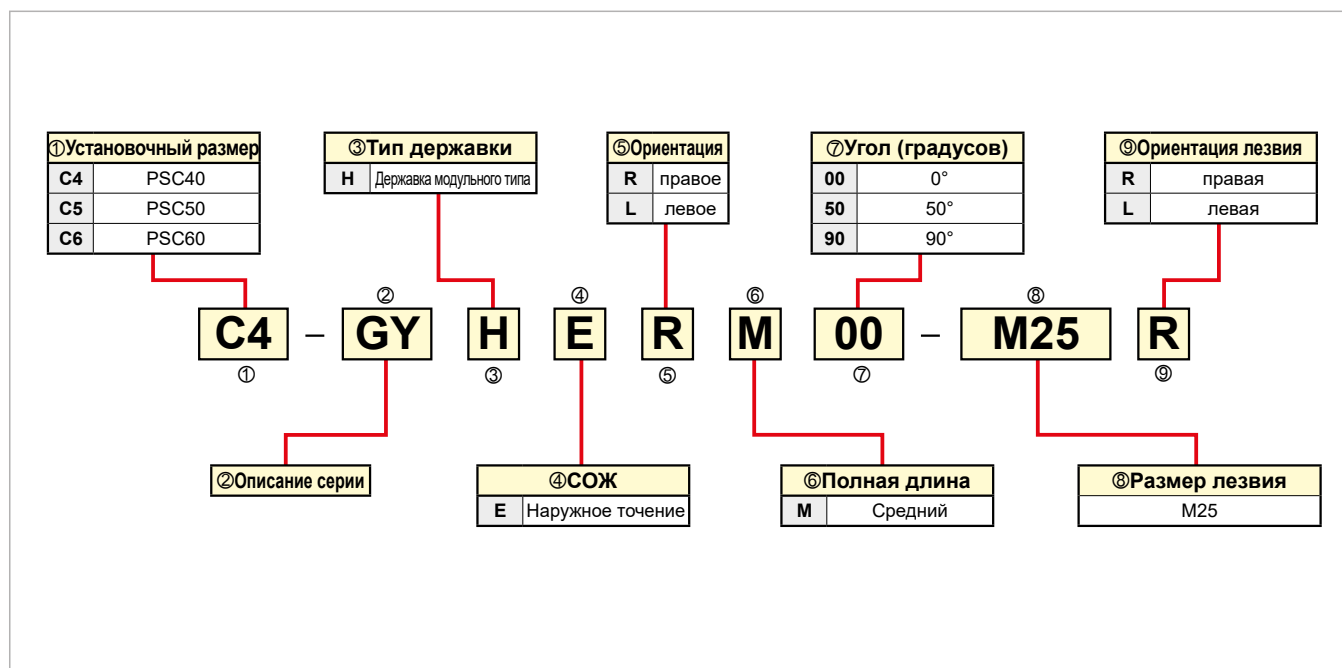 ①Установочный размер
C4 PSC40
C5 PSC50
C6 PSC60
③Тип державки
H Державка модульного типа
⑤Ориентация
R правое
L левое
⑦Угол (градусов)
00 0°
50 50°
90 90°
⑨Ориентация лезвия
R правая
L левая
② ④ ⑥ ⑧
C4 – GY H E R M 00 – M25 R
① ③ ⑤ ⑦ ⑨
②Описание серии
④СОЖ
E Наружное точение
⑥Полная длина
M Средний
⑧Размер лезвия
M25